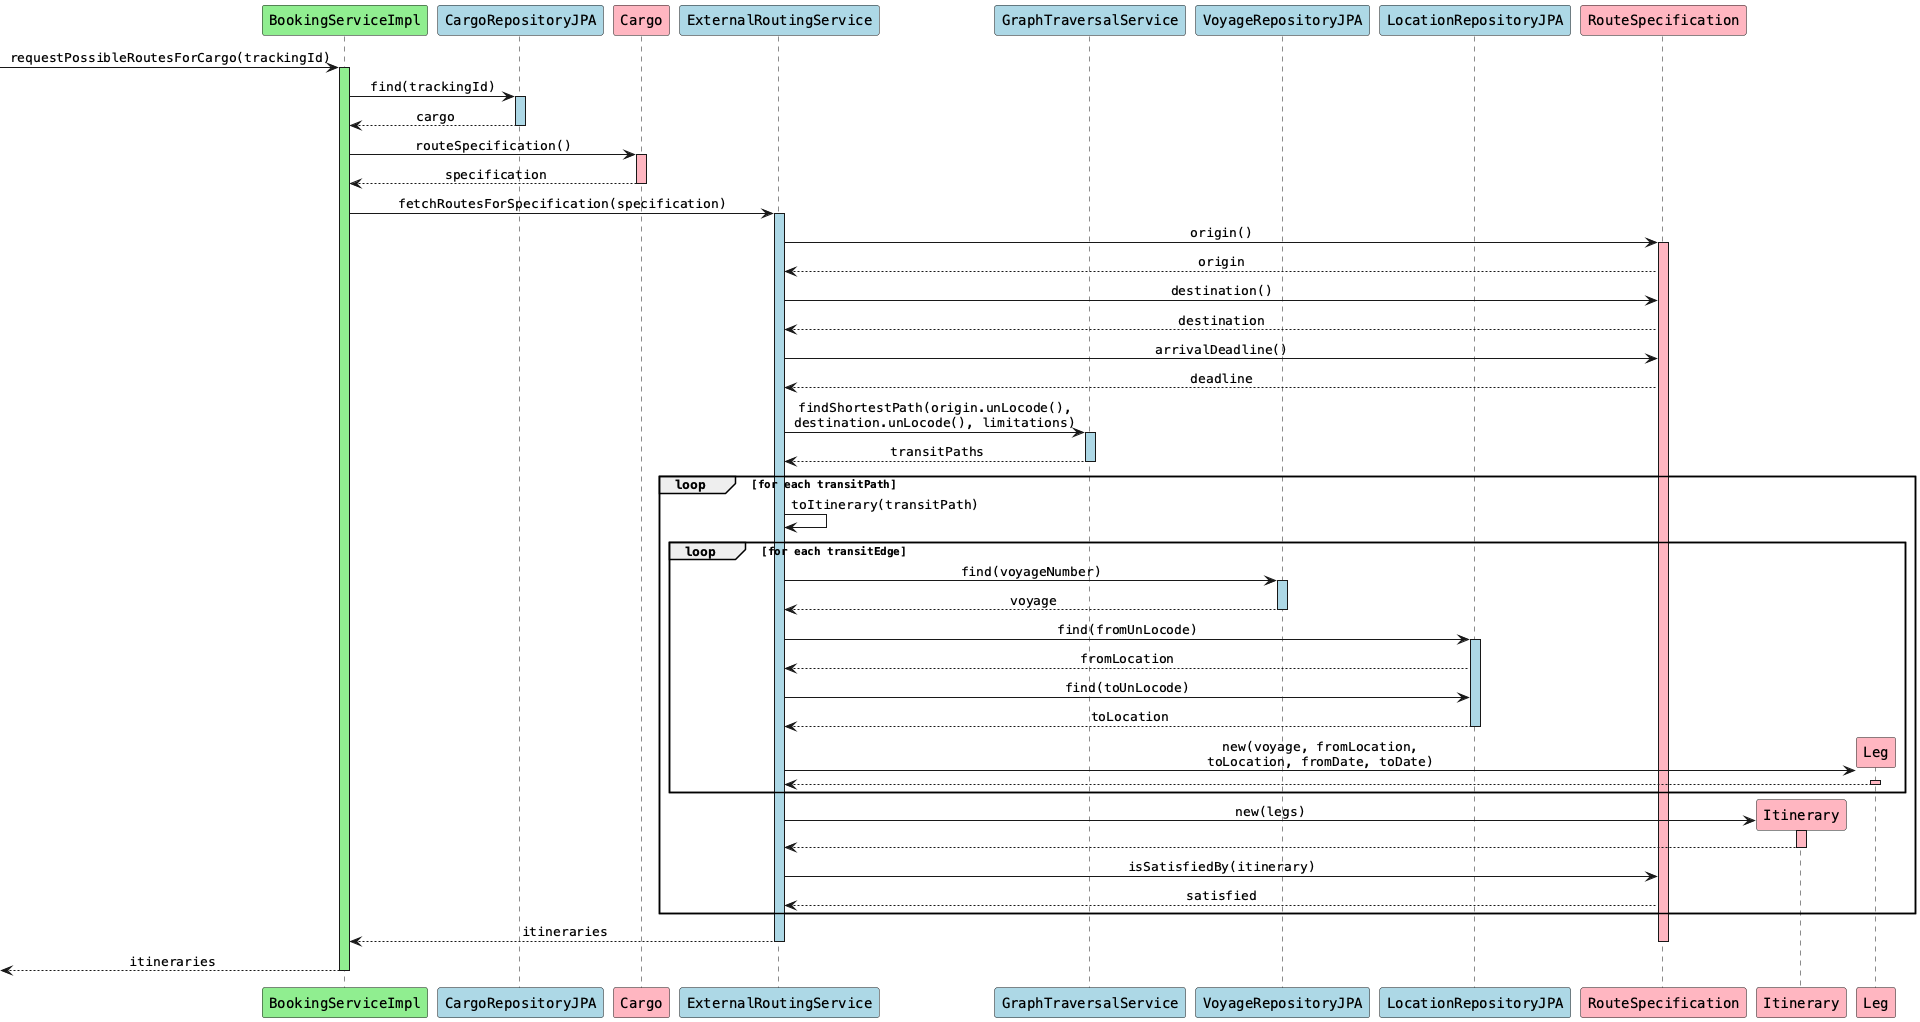 BookingServiceImpl
CargoRepositoryJPA
Cargo
ExternalRoutingService
GraphTraversalService
VoyageRepositoryJPA
LocationRepositoryJPA
RouteSpecification
requestPossibleRoutesForCargo(trackingId)
find(trackingId)
cargo
routeSpecification()
specification
fetchRoutesForSpecification(specification)
origin()
origin
destination()
destination
arrivalDeadline()
deadline
findShortestPath(origin.unLocode(),
destination.unLocode(), limitations)
transitPaths
loop
[for each transitPath]
toItinerary(transitPath)
loop
[for each transitEdge]
find(voyageNumber)
voyage
find(fromUnLocode)
fromLocation
find(toUnLocode)
toLocation
new(voyage, fromLocation,
toLocation, fromDate, toDate)
Leg
new(legs)
Itinerary
isSatisfiedBy(itinerary)
satisfied
itineraries
itineraries
BookingServiceImpl
CargoRepositoryJPA
Cargo
ExternalRoutingService
GraphTraversalService
VoyageRepositoryJPA
LocationRepositoryJPA
RouteSpecification
Itinerary
Leg